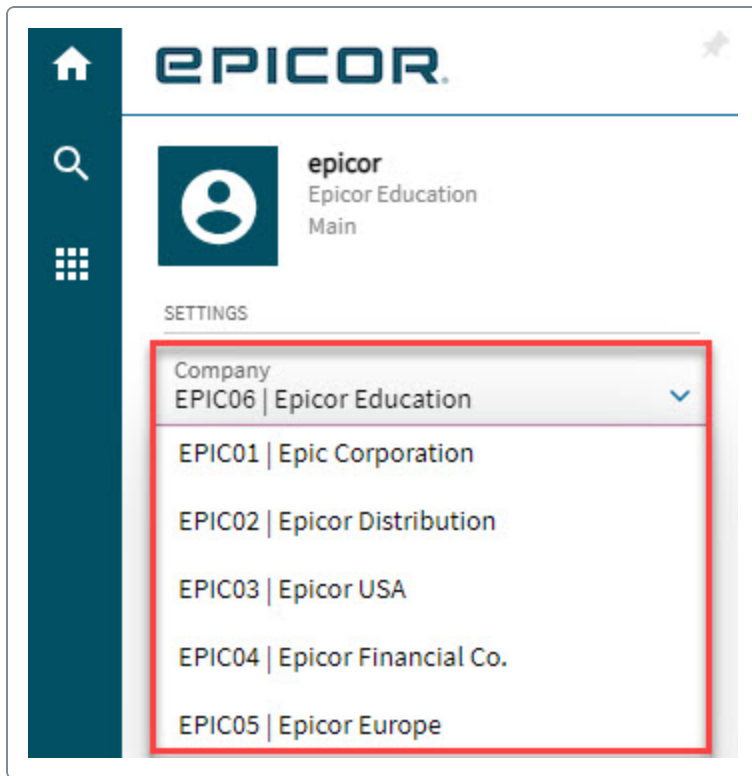 EPICOR®
epicor
Epicor Education
Main
SETTINGS
Company
EPIC06 | Epicor Education
EPIC01 | Epic Corporation
EPIC02 | Epicor Distribution
EPIC03 | Epicor USA
EPIC04 | Epicor Financial Co.
EPIC05 | Epicor Europe